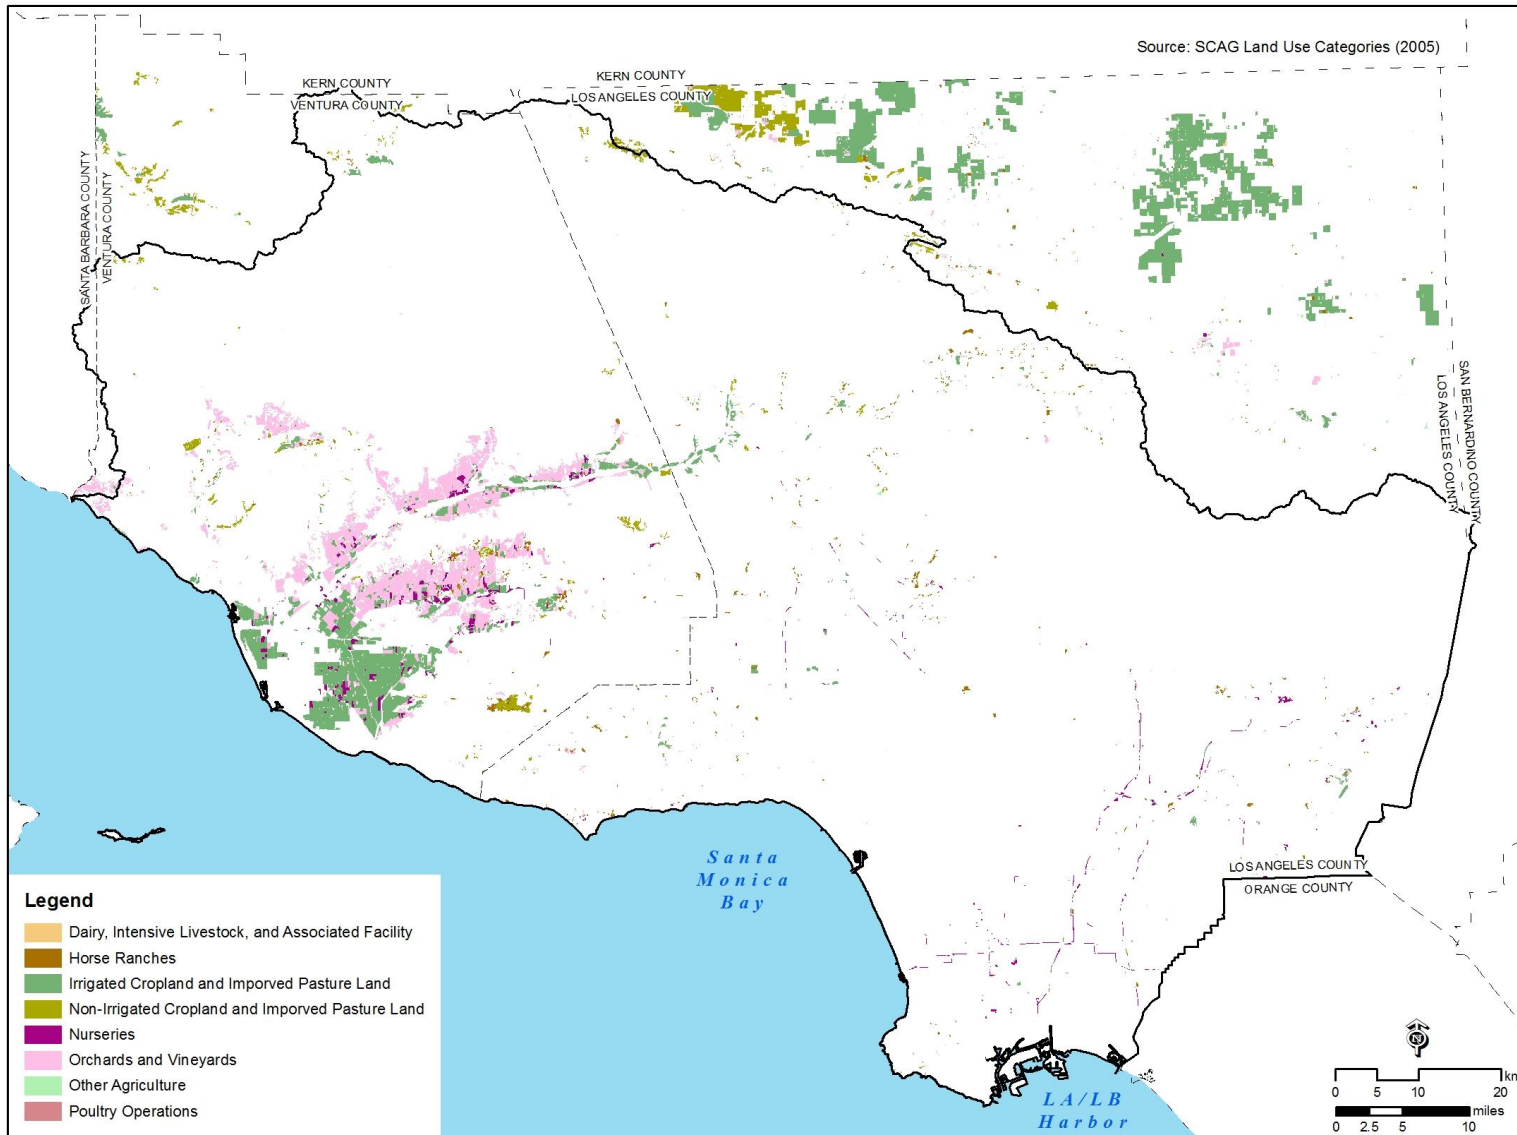 Source: SCAG Land Use Categories (2005)
KERN COUNTY
VENTURA COUNTY
KERN COUNTY
LOS ANGELES COUNTY
SANTA BARBARA COUNTY
VENTURA COUNTY
SAN BERNARDINO COUNTY
LOS ANGELES COUNTY
LOS ANGELES COUNTY
ORANGE COUNTY
Santa
Monica
Bay
LA/LB
Harbor
Legend
Dairy, Intensive Livestock, and Associated Facility
Horse Ranches
Irrigated Cropland and Imporved Pasture Land
Non-Irrigated Cropland and Imporved Pasture Land
Nurseries
Orchards and Vineyards
Other Agriculture
Poultry Operations
N
km
0 5 10 20
miles
0 2.5 5 10